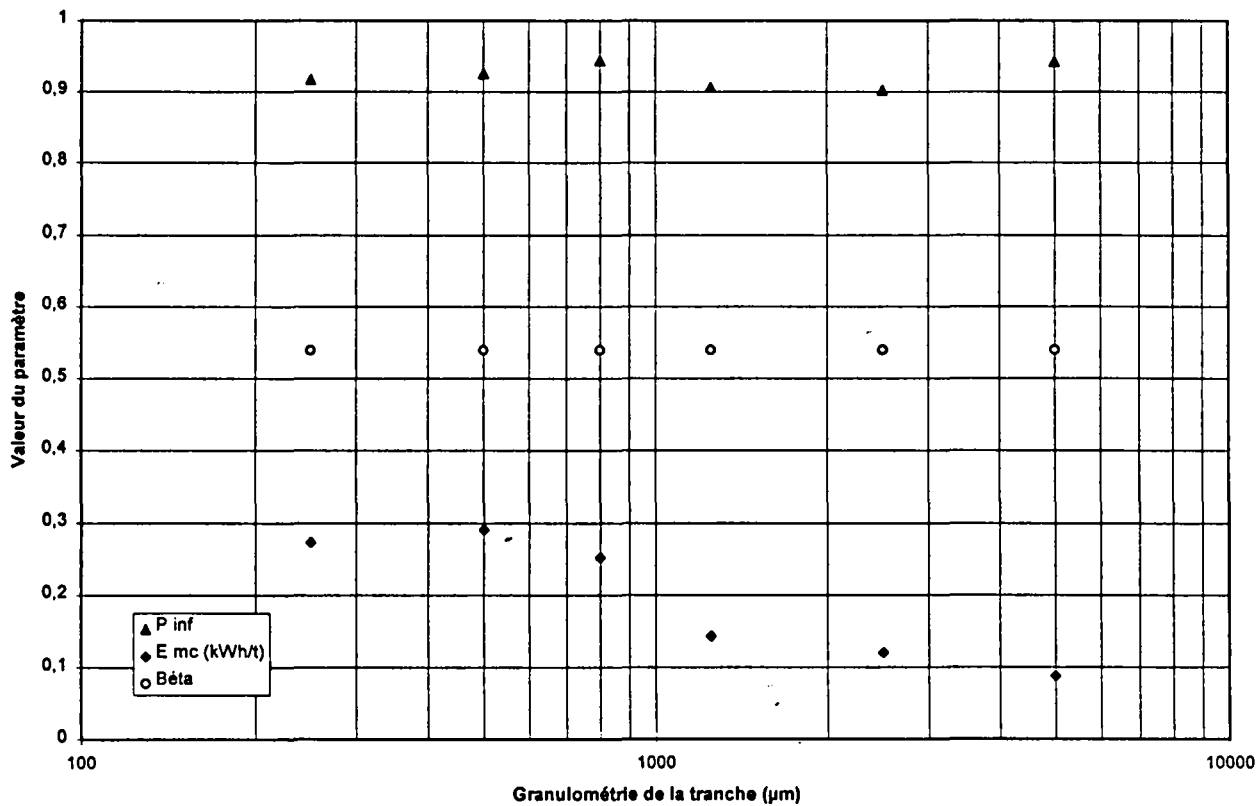 1
0,9
0,8
0,7
0,6
0,5
0,4
0,3
0,2
0,1
0
Valeur du paramètre
P inf
E mc (kWh/t)
Béta
100
1000
10000
Granulométrie de la tranche (µm)